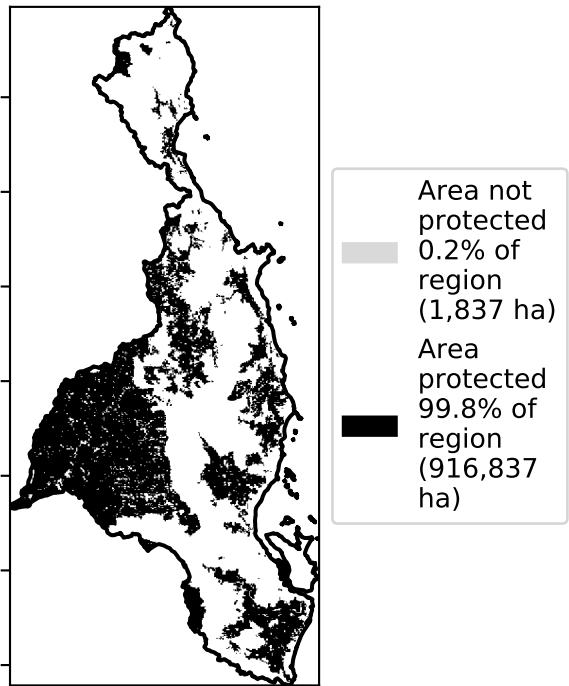 Area not
protected
0.2% of
region
(1,837 ha)
Area
protected
99.8% of
region
(916,837
ha)